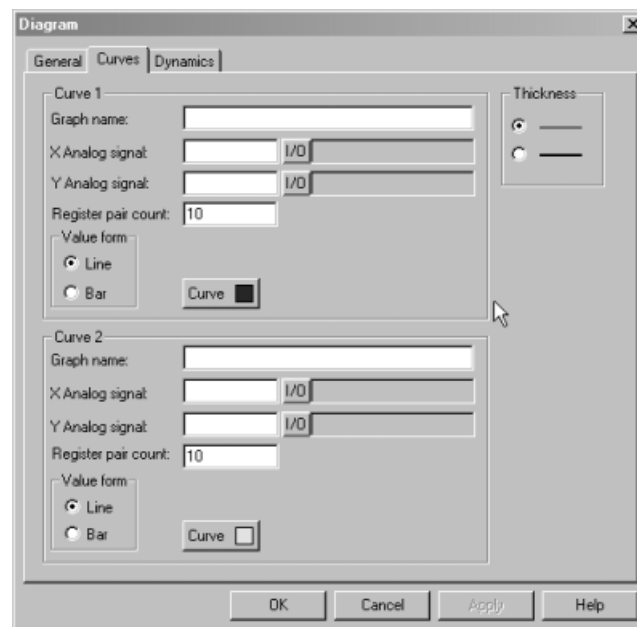 Diagram
General Curves Dynamics
Curve 1
Graph name:
X Analog signal: I/O
Y Analog signal: I/O
Register pair count: 10
Value form
Line
Bar
Curve
Thickness
Curve 2
Graph name:
X Analog signal: I/O
Y Analog signal: I/O
Register pair count: 10
Value form
Line
Bar
Curve
OK Cancel Apply Help